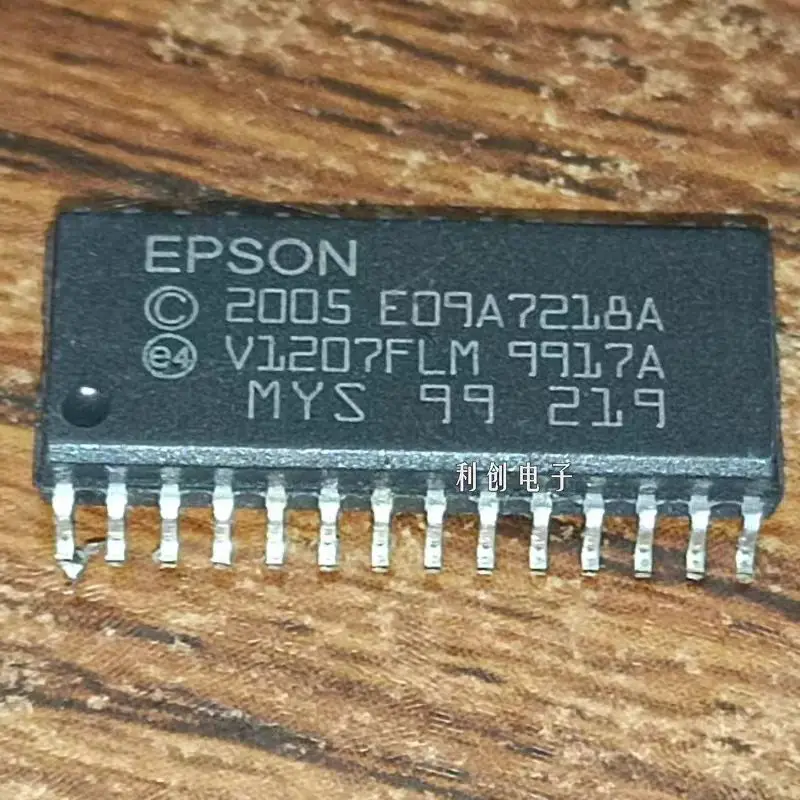 EPSON
© 2005 E09A7218A
e4 V1207FLM 9917A
MYS 99 219
利创电子